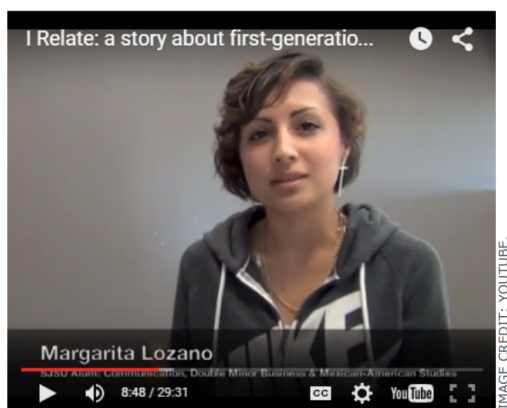 I Relate: a story about first-generatio...
NIKE
Margarita Lozano
SJSU Alum: Communication, Double Minor Business & Mexican-American Studies
8:48 / 29:31
CC
YouTube
IMAGE CREDIT: YOUTUBE.